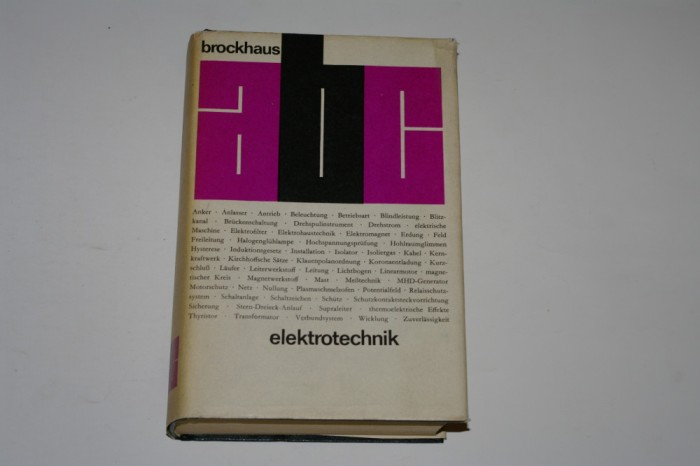 brockhaus
abc
Anker · Anlasser · Antrieb · Beleuchtung · Betriebsart · Blindleistung · Blitz-
kanal · Brückenschaltung · Drehspulinstrument · Drehstrom · elektrische
Maschine · Elektrofilter · Elektrohaustechnik · Elektromagnet · Erdung · Feld
Freileitung · Halogenglühlampe · Hochspannungsprüfung · Hohlraumglimmen
Hysterese · Induktionsgesetz · Installation · Isolator · Isoliergas · Kabel · Kern-
kraftwerk · Kirchhoffsche Sätze · Klauenpolanordnung · Koronaentladung · Kurz-
schluß · Läufer · Leiterwerkstoff · Leitung · Lichtbogen · Linearmotor · magne-
tischer Kreis · Magnetwerkstoff · Mast · Meßtechnik · MHD-Generator
Motorschutz · Netz · Nullung · Plasmaschmelzofen · Potentialfeld · Relaisschutz-
system · Schaltanlage · Schaltzeichen · Schütz · Schutzkontaktsteckvorrichtung
Sicherung · Stern-Dreieck-Anlauf · Supraleiter · thermoelektrische Effekte
Thyristor · Transformator · Verbundsystem · Wicklung · Zuverlässigkeit
elektrotechnik